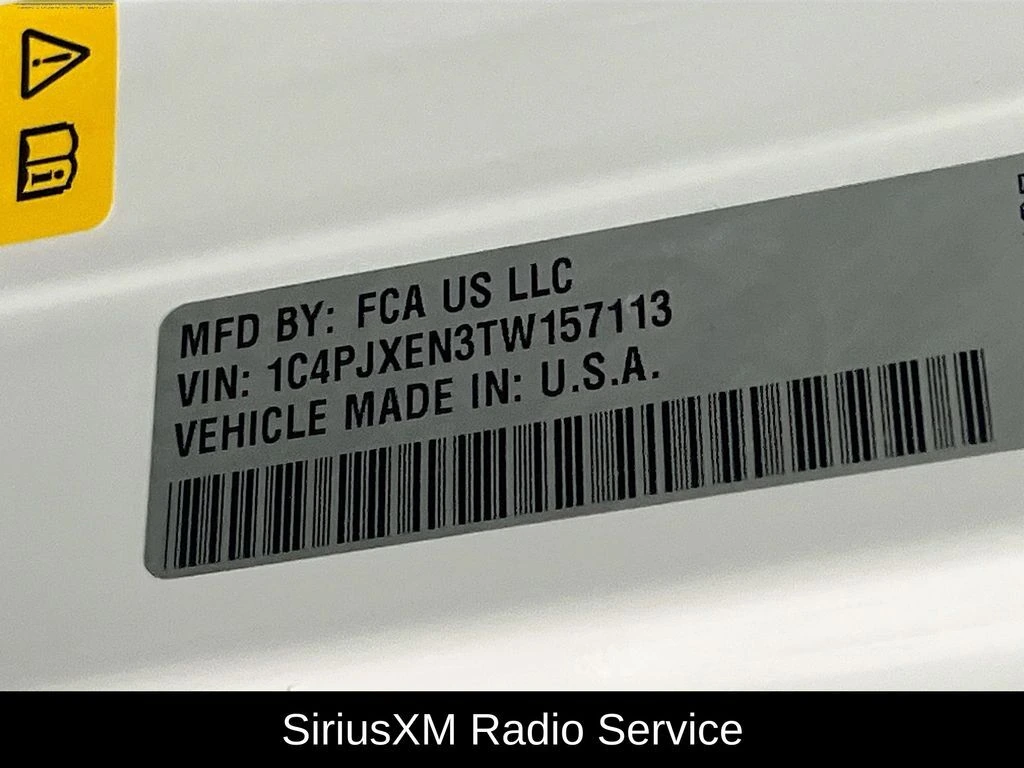 MFD BY: FCA US LLC
VIN: 1C4PJXEN3TW157113
VEHICLE MADE IN: U.S.A.
SiriusXM Radio Service